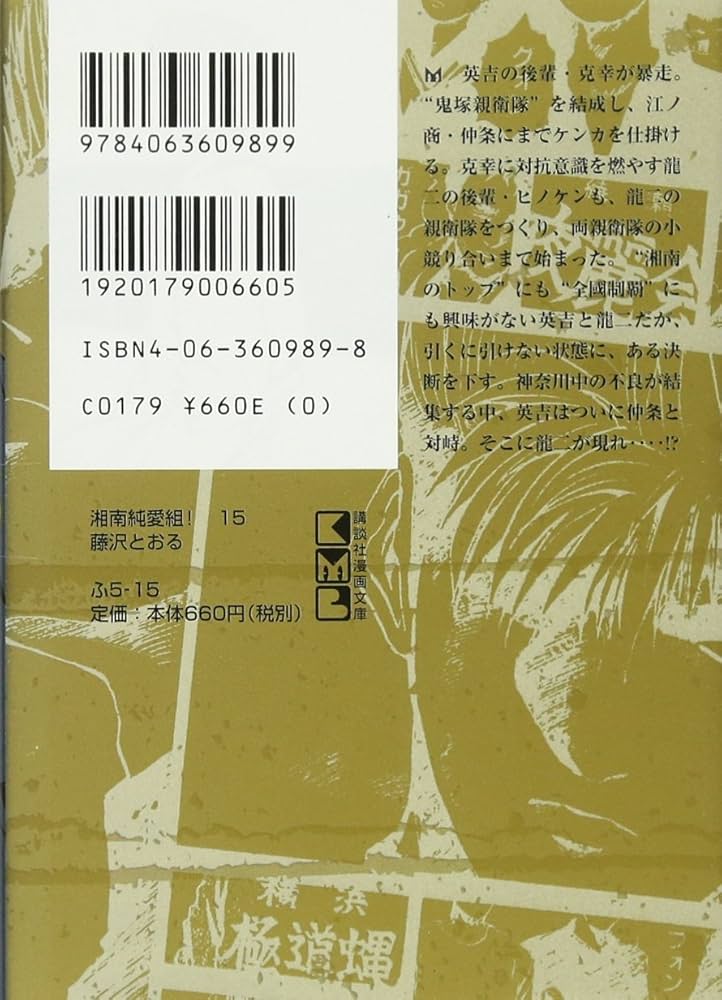 9784063609899
1920179006605
ISBN4-06-360989-8
C0179 ¥660E (0)
英吉の後輩・克幸が暴走。
“鬼塚親衛隊”を結成し、江ノ
商・仲条にまでケンカを仕掛け
る。克幸に対抗意識を燃やす龍
二の後輩・ヒノケンも、龍二の
親衛隊をづくり、両親衛隊の小
競り合いまで始まった。“湘南
のトップ”にも“全國制覇”に
も興味がない英吉と龍二だが、
引くに引けない状態に、ある決
断を下す。神奈川中の不良が結
集する中、英吉はついに仲条と
対峙。そこに龍二が現れ‥‥!?
湘南純愛組! 15
藤沢とおる
ふ5-15
定価：本体660円(税別)
KMB
講談社漫画文庫
横浜
極道蠅